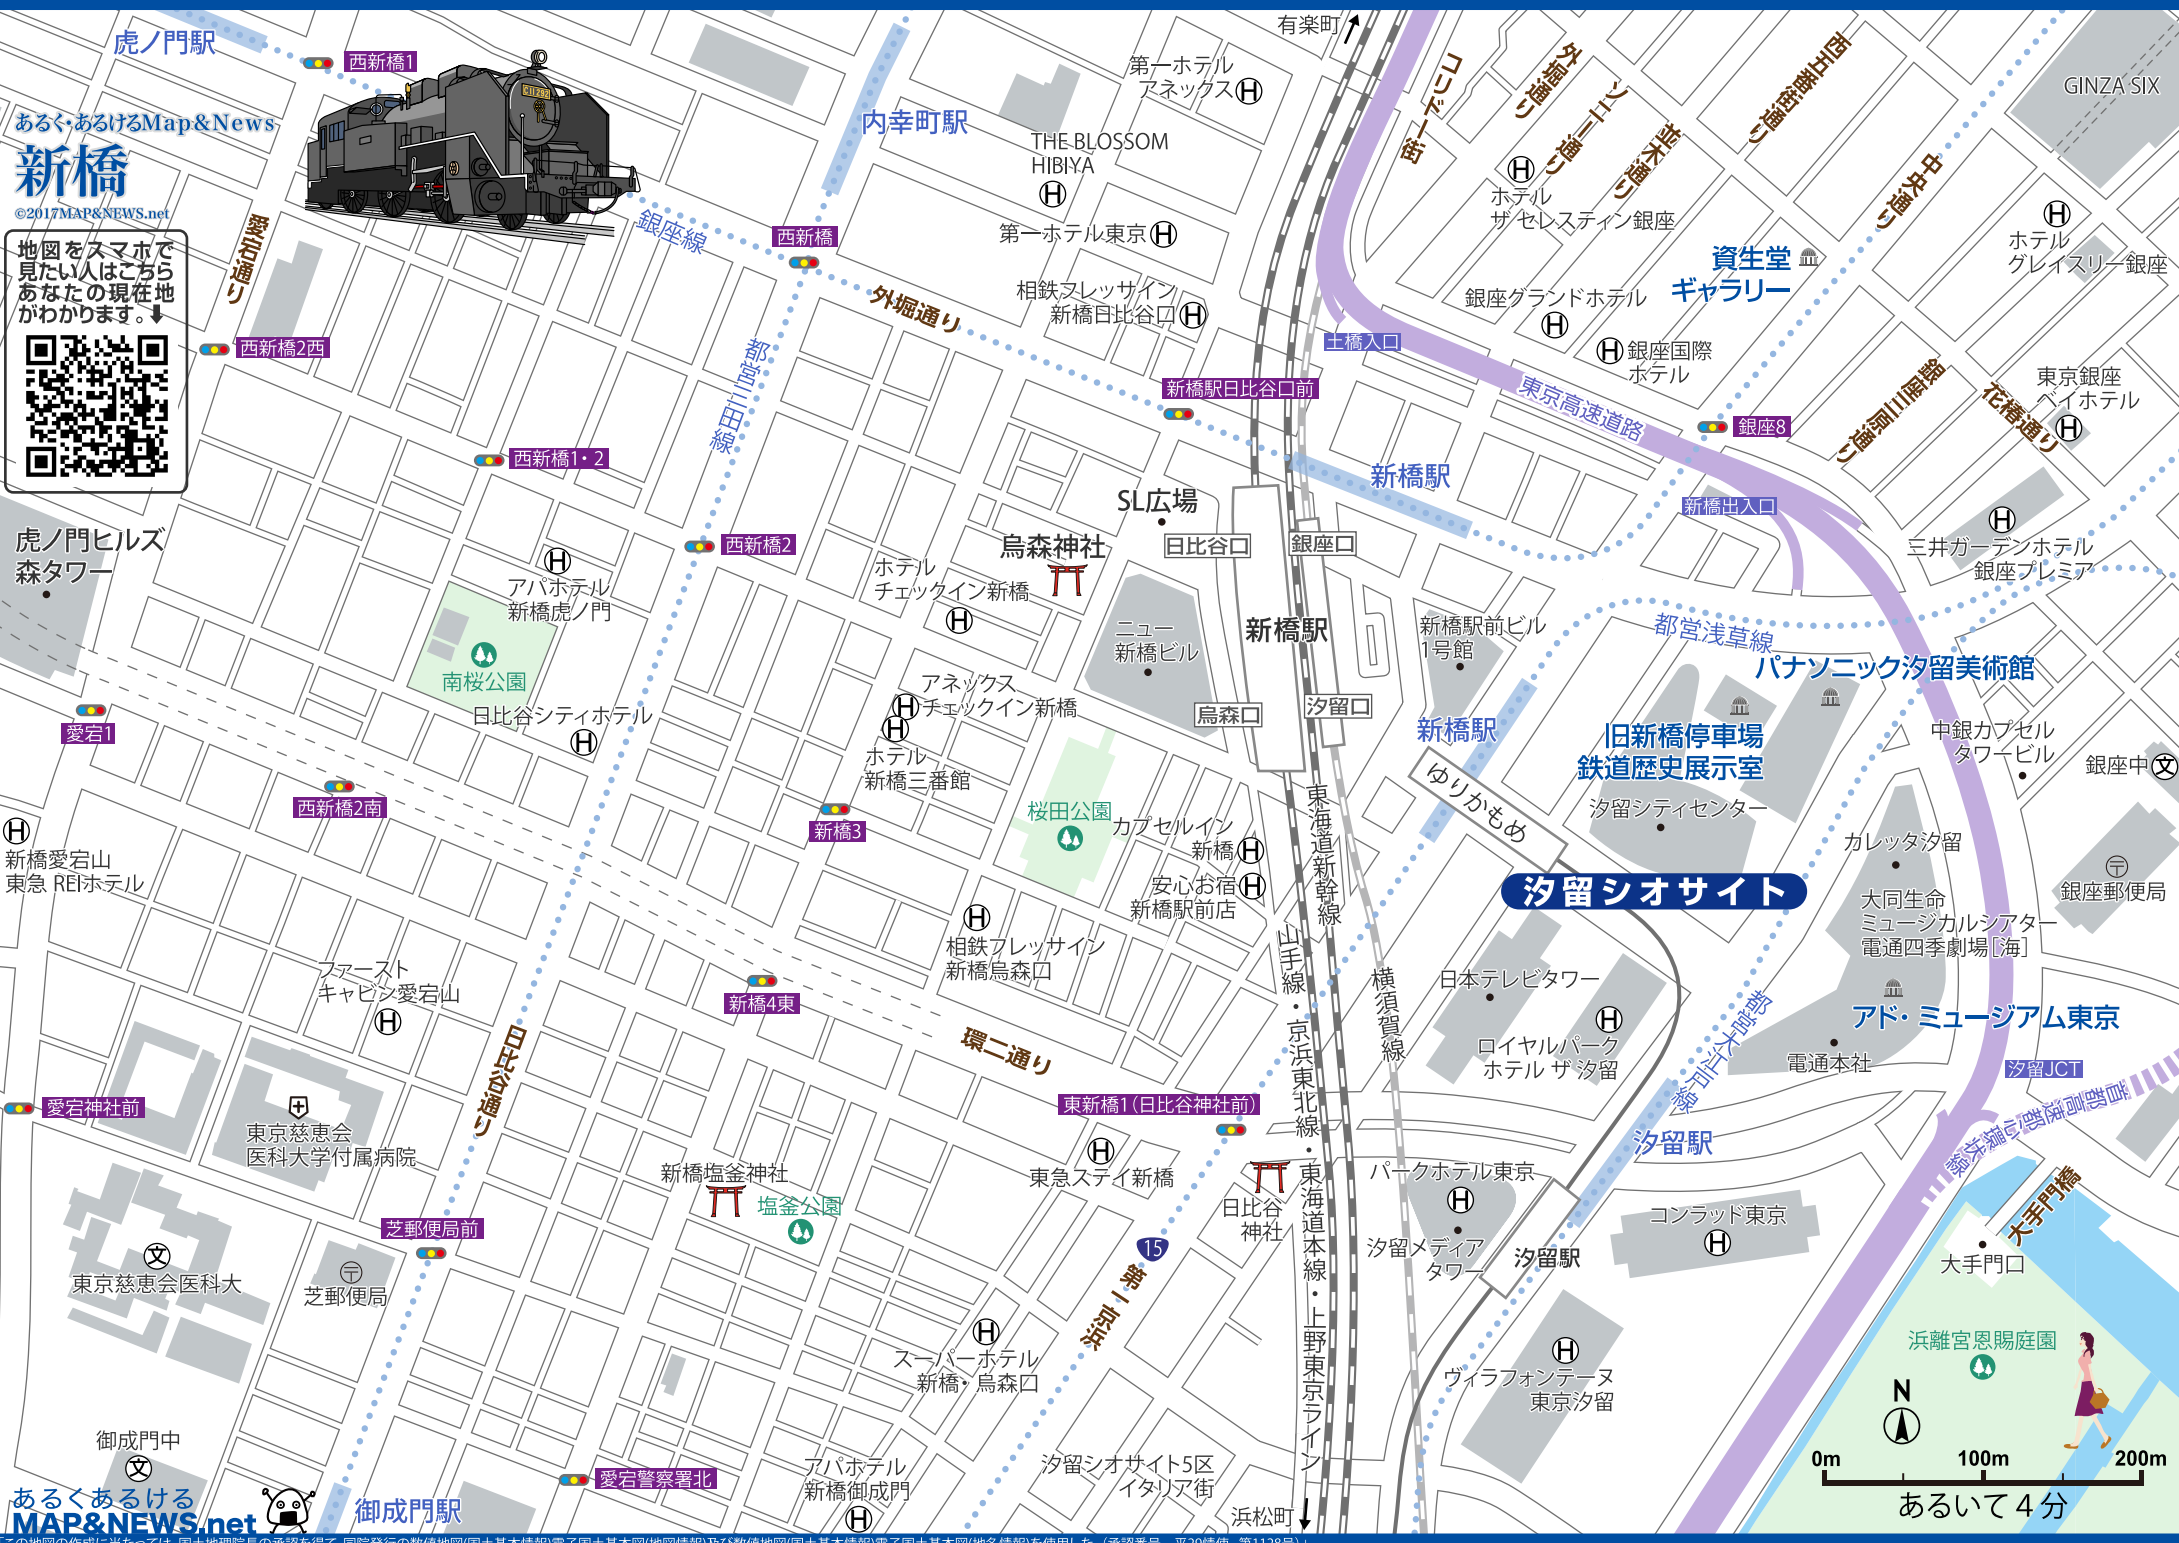 虎ノ門駅
西新橋1
あるく・あるけるMap&News
新橋
©2017MAP&NEWS.net
地図をスマホで
見たい人はこちら
あなたの現在地
がわかります。⬇
愛宕通り
C11 292
銀座線
内幸町駅
西新橋
有楽町
第一ホテル
アネックス
THE BLOSSOM
HIBIYA
第一ホテル東京
相鉄フレッサイン
新橋日比谷口
外堀通り
都営三田線
コリドー街
外堀通り
ソニー通り
並木通り
西五番街通り
中央通り
GINZA SIX
ホテル
ザ セレスティン銀座
資生堂
ギャラリー
ホテル
グレイスリー銀座
銀座グランドホテル
銀座国際
ホテル
土橋入口
東京高速道路
銀座8
銀座三原通り
花椿通り
東京銀座
ベイホテル
新橋駅日比谷口前
新橋駅
新橋出入口
三井ガーデンホテル
銀座プレミア
西新橋2西
西新橋1・2
西新橋2
虎ノ門ヒルズ
森タワー
アパホテル
新橋虎ノ門
南桜公園
日比谷シティホテル
SL広場
烏森神社
日比谷口
銀座口
ホテル
チェックイン新橋
ニュー
新橋ビル
新橋駅
新橋駅前ビル
1号館
烏森口
汐留口
アネックス
チェックイン新橋
ホテル
新橋三番館
都営浅草線
パナソニック汐留美術館
新橋駅
旧新橋停車場
鉄道歴史展示室
汐留シティセンター
中銀カプセル
タワービル
銀座中
文
愛宕1
西新橋2南
新橋3
桜田公園
カプセルイン
新橋
安心お宿
新橋駅前店
ゆりかもめ
東海道新幹線
汐留シオサイト
カレッタ汐留
大同生命
ミュージカルシアター
電通四季劇場[海]
銀座郵便局
新橋愛宕山
東急 REIホテル
相鉄フレッサイン
新橋烏森口
ファースト
キャビン愛宕山
新橋4東
環二通り
山手線・京浜東北線・東海道本線・上野東京ライン
横須賀線
日本テレビタワー
ロイヤルパーク
ホテル ザ 汐留
都営大江戸線
アド・ミュージアム東京
電通本社
汐留JCT
首都高速都心環状線
日比谷通り
愛宕神社前
東京慈恵会
医科大学付属病院
東新橋1(日比谷神社前)
東急ステイ新橋
日比谷
神社
パークホテル東京
汐留メディア
タワー
汐留駅
汐留駅
コンラッド東京
大手門橋
大手門口
新橋塩釜神社
塩釜公園
芝郵便局前
芝郵便局
文
東京慈恵会医科大
15
第一京浜
スーパーホテル
新橋・烏森口
ヴィラフォンテーヌ
東京汐留
浜離宮恩賜庭園
N
0m 100m 200m
あるいて4分
御成門中
文
あるくあるける
MAP&NEWS.net
御成門駅
愛宕警察署北
アパホテル
新橋御成門
汐留シオサイト5区
イタリア街
浜松町